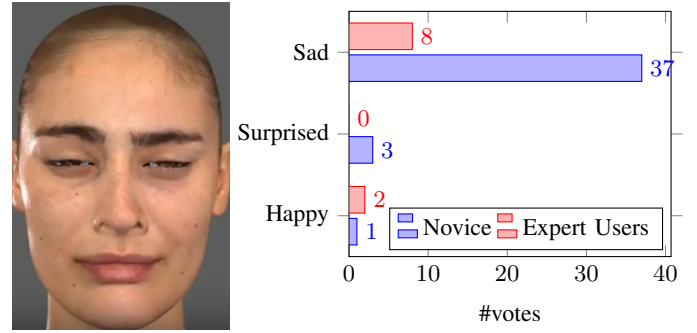 Sad
8
37
Surprised
0
3
Happy
2
1
Novice Expert Users
0 10 20 30 40
#votes